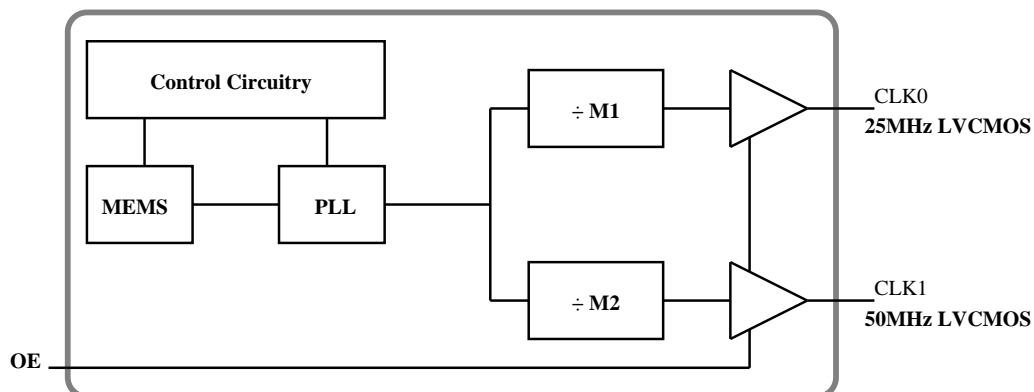 Control Circuitry
÷ M1
CLK0
25MHz LVCMOS
MEMS
PLL
÷ M2
CLK1
50MHz LVCMOS
OE